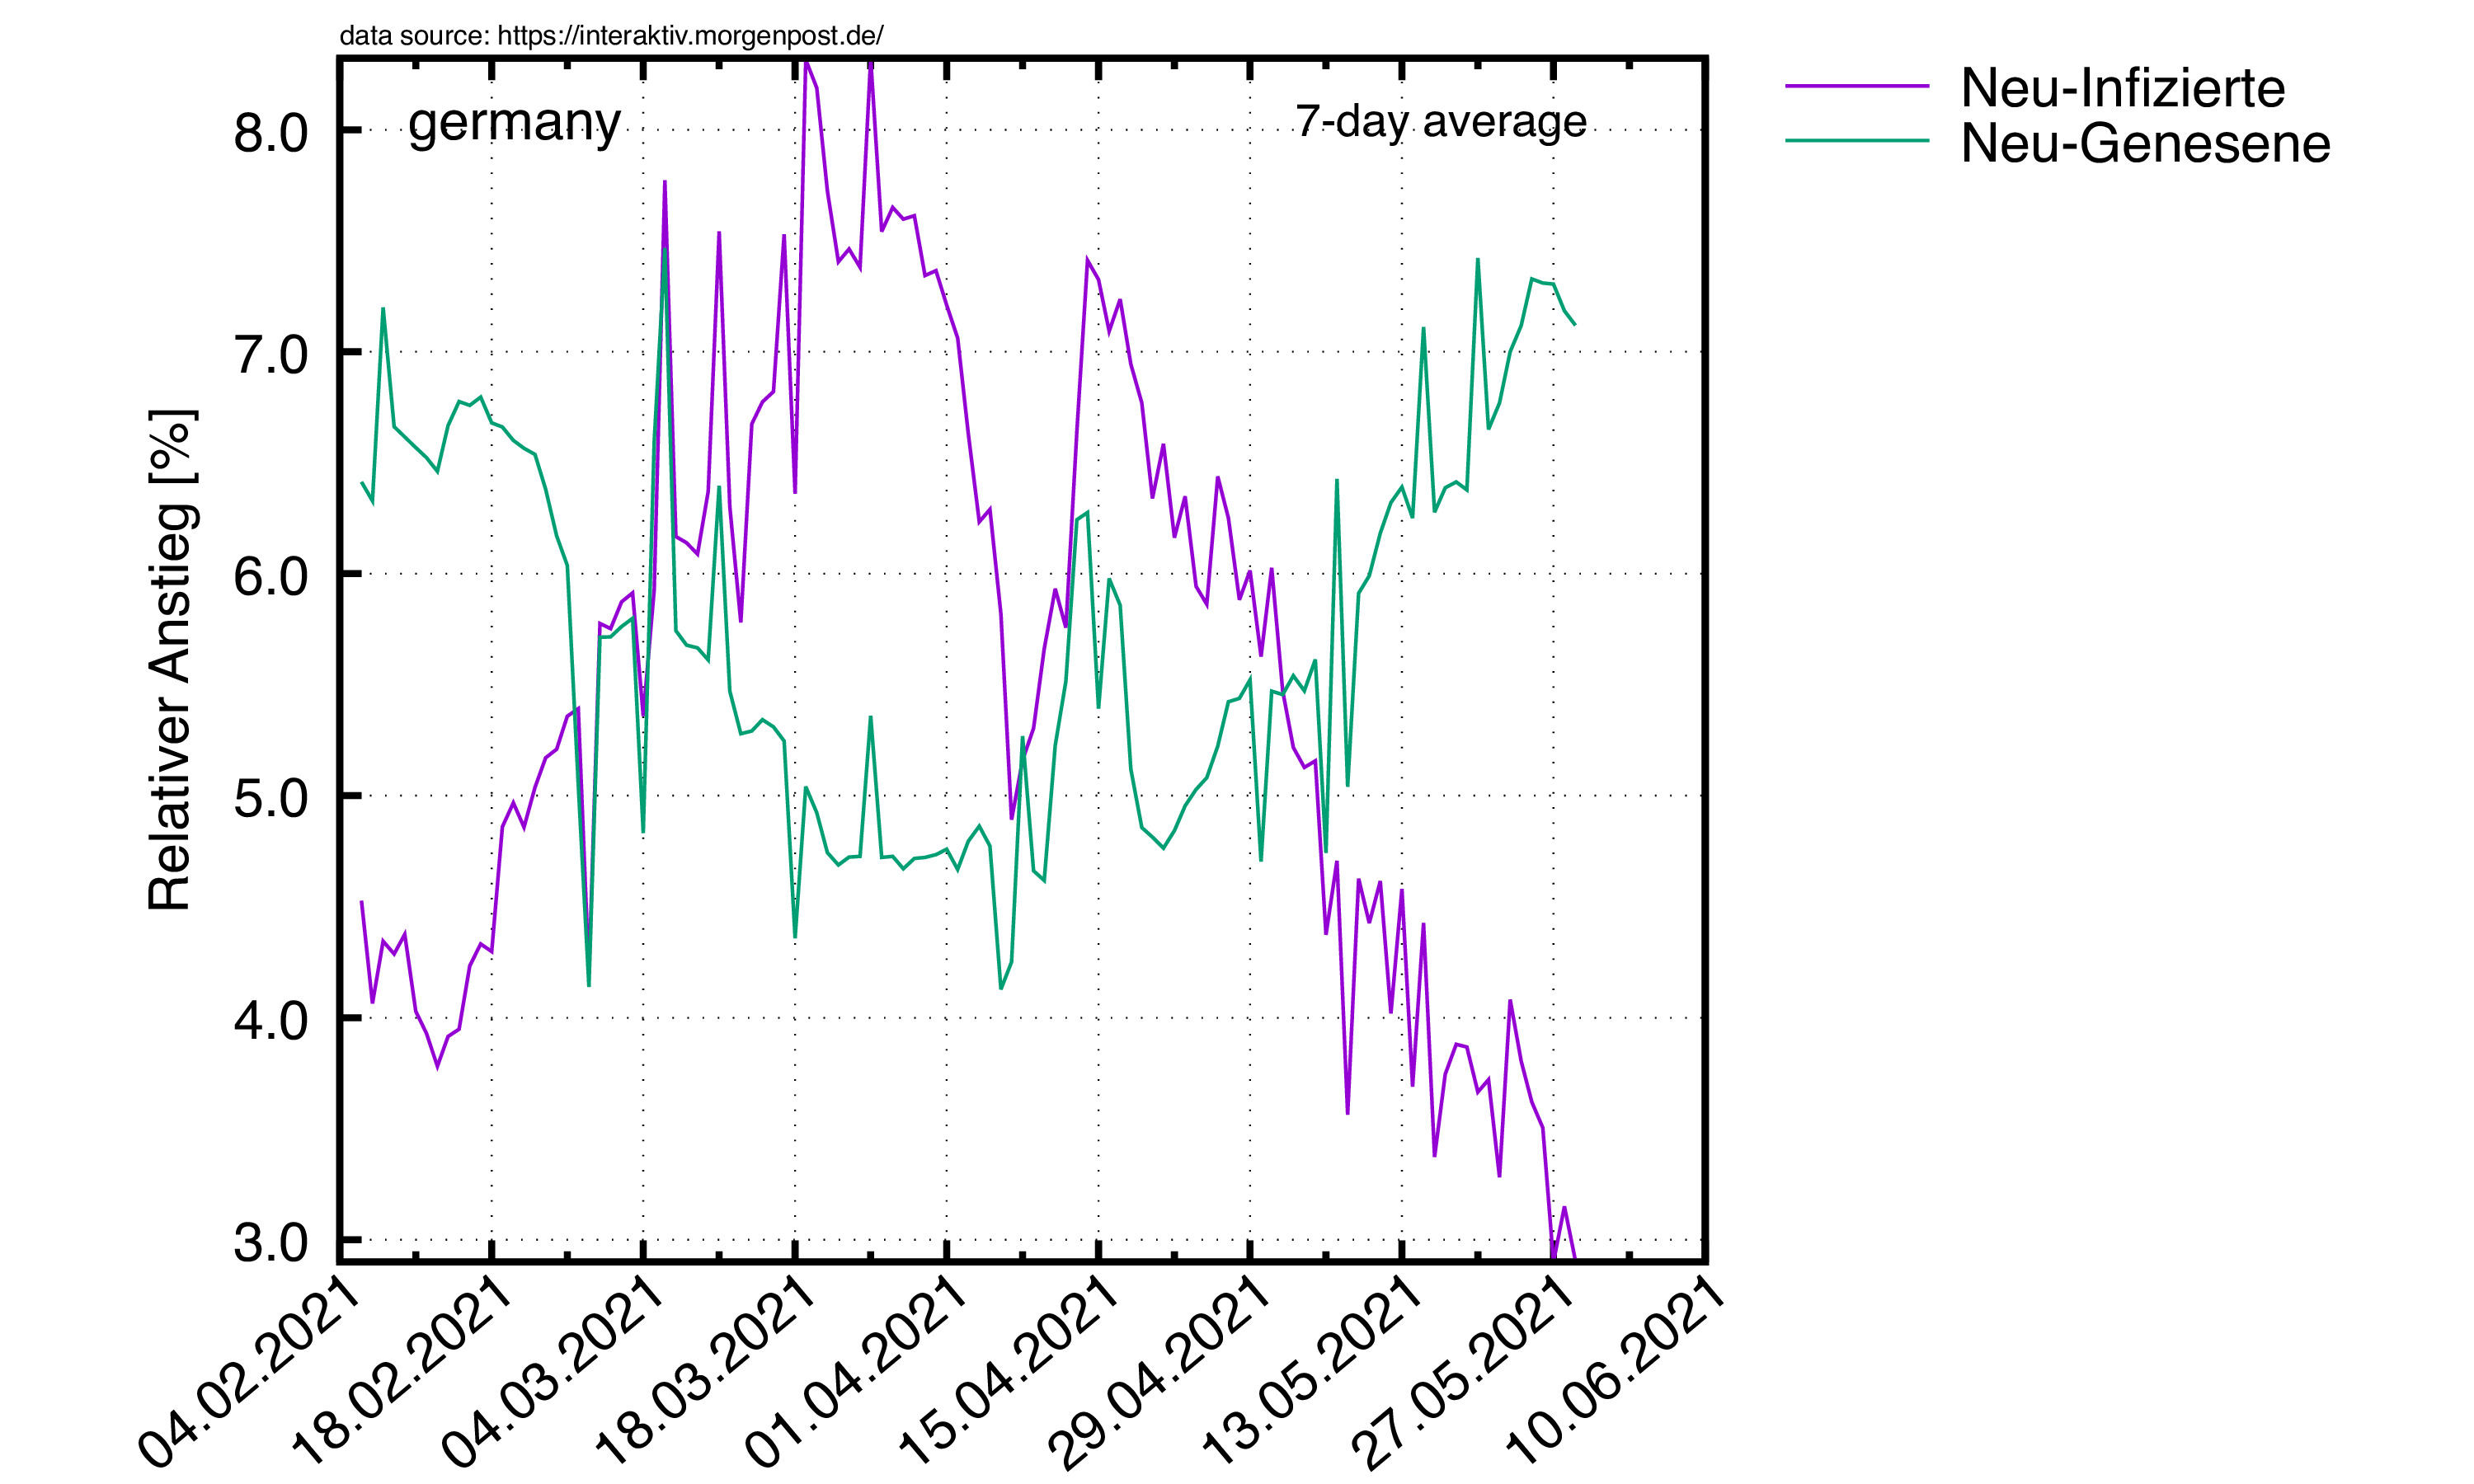 data source: https://interaktiv.morgenpost.de/
germany
7-day average
Neu-Infizierte
Neu-Genesene
Relativer Anstieg [%]
8.0
7.0
6.0
5.0
4.0
3.0
04.02.2021
18.02.2021
04.03.2021
18.03.2021
01.04.2021
15.04.2021
29.04.2021
13.05.2021
27.05.2021
10.06.2021